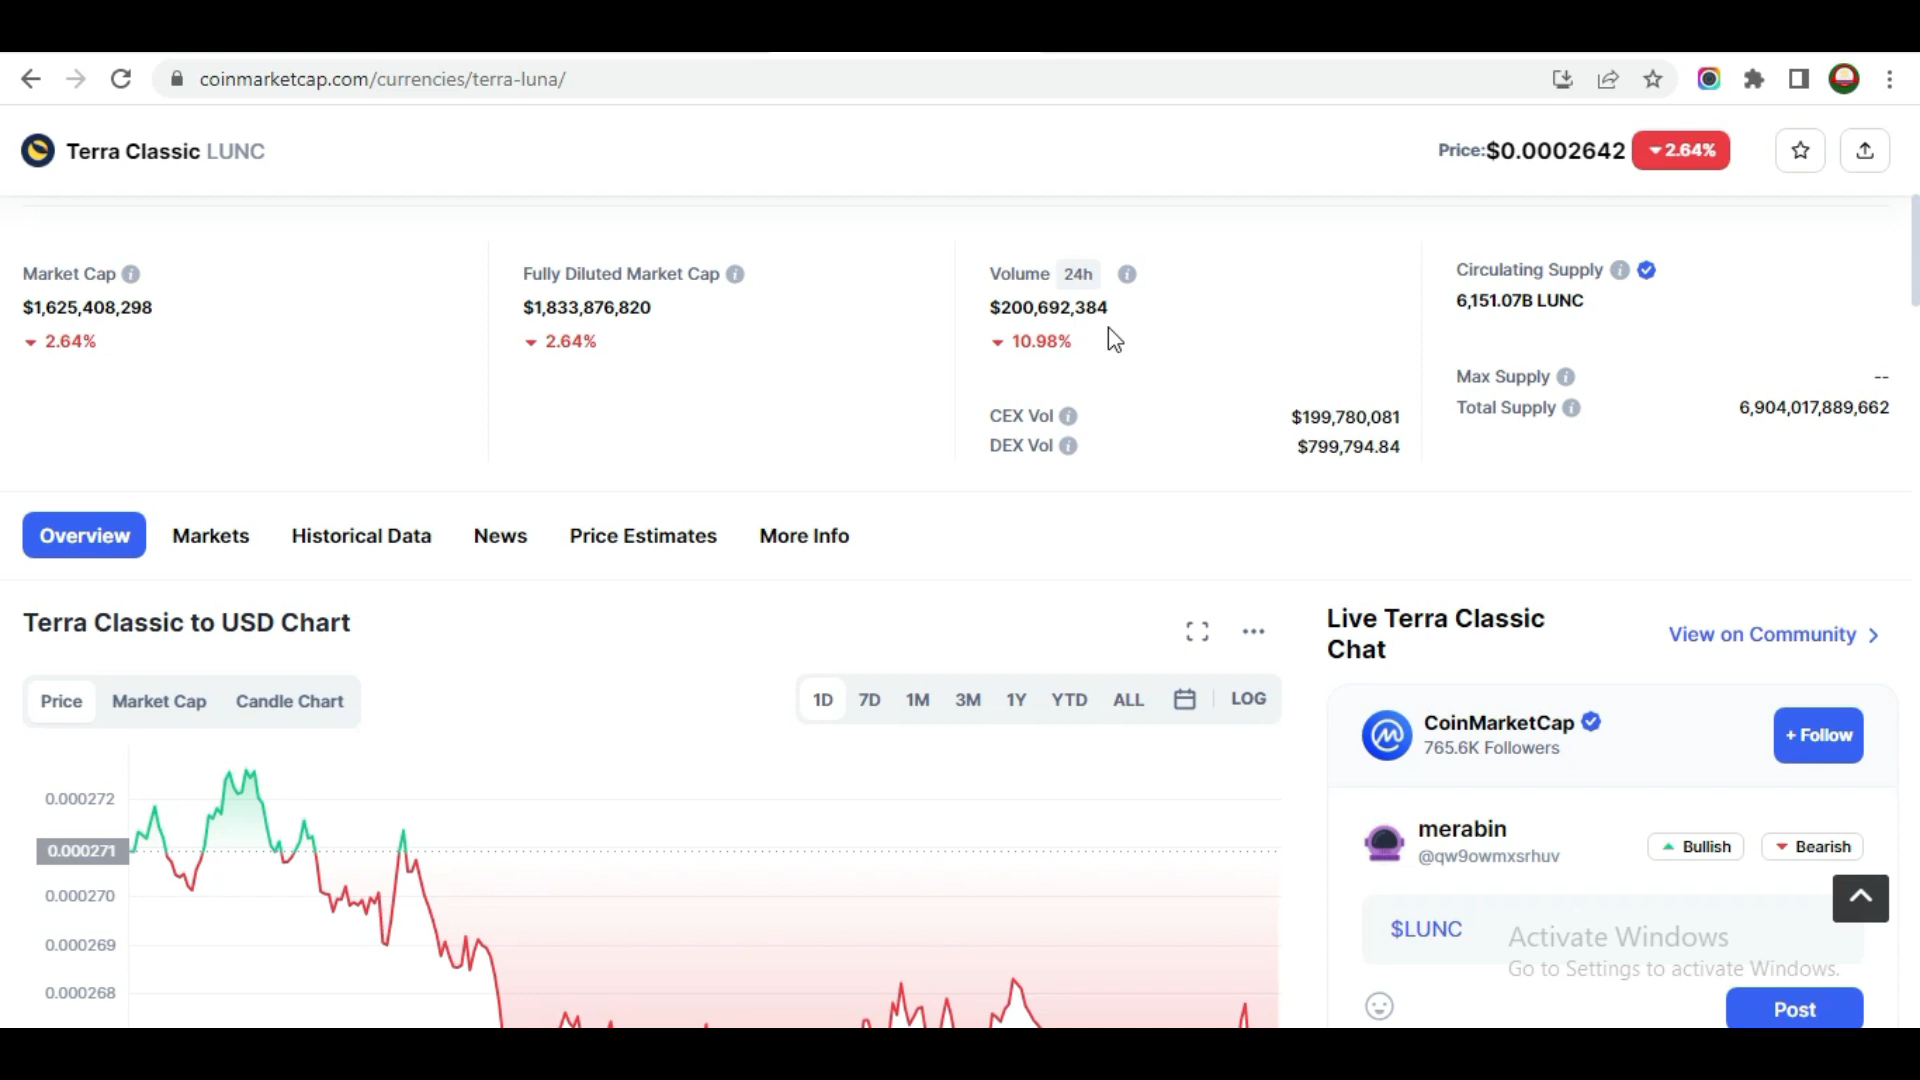 coinmarketcap.com/currencies/terra-luna/
Terra Classic LUNC
Price:$0.0002642 2.64%
Market Cap
$1,625,408,298
2.64%
Fully Diluted Market Cap
$1,833,876,820
2.64%
Volume 24h
$200,692,384
10.98%
CEX Vol $199,780,081
DEX Vol $799,794.84
Circulating Supply
6,151.07B LUNC
Max Supply --
Total Supply 6,904,017,889,662
Overview Markets Historical Data News Price Estimates More Info
Terra Classic to USD Chart
Price Market Cap Candle Chart
1D 7D 1M 3M 1Y YTD ALL LOG
0.000272
0.000271
0.000270
0.000269
0.000268
Live Terra Classic
Chat
View on Community
CoinMarketCap
765.6K Followers
+ Follow
merabin
@qw9owmxsrhuv
Bullish Bearish
$LUNC
Activate Windows
Go to Settings to activate Windows.
Post